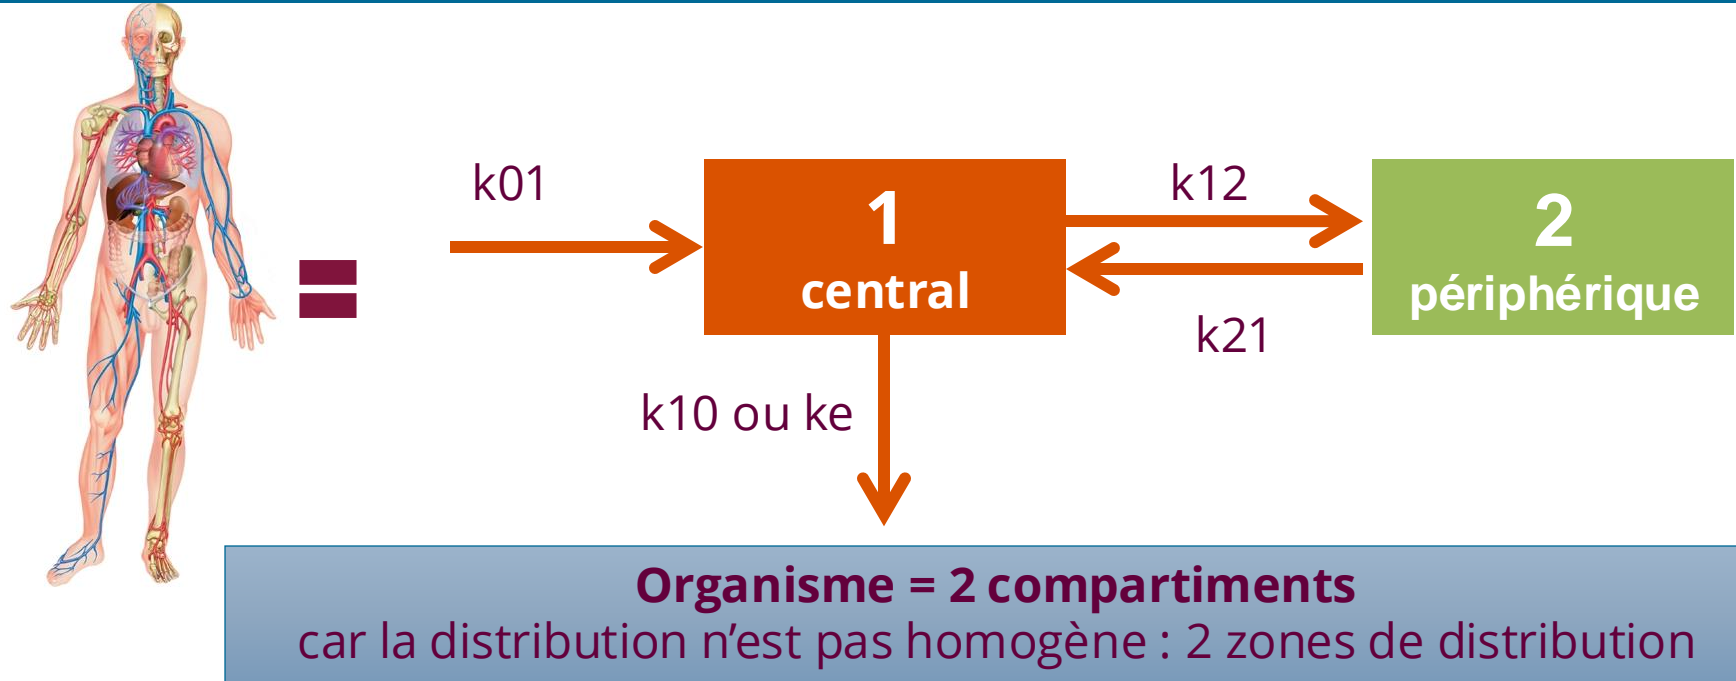 k01
1
central
k12
k21
2
périphérique
=
k10 ou ke
Organisme = 2 compartiments
car la distribution n’est pas homogène : 2 zones de distribution